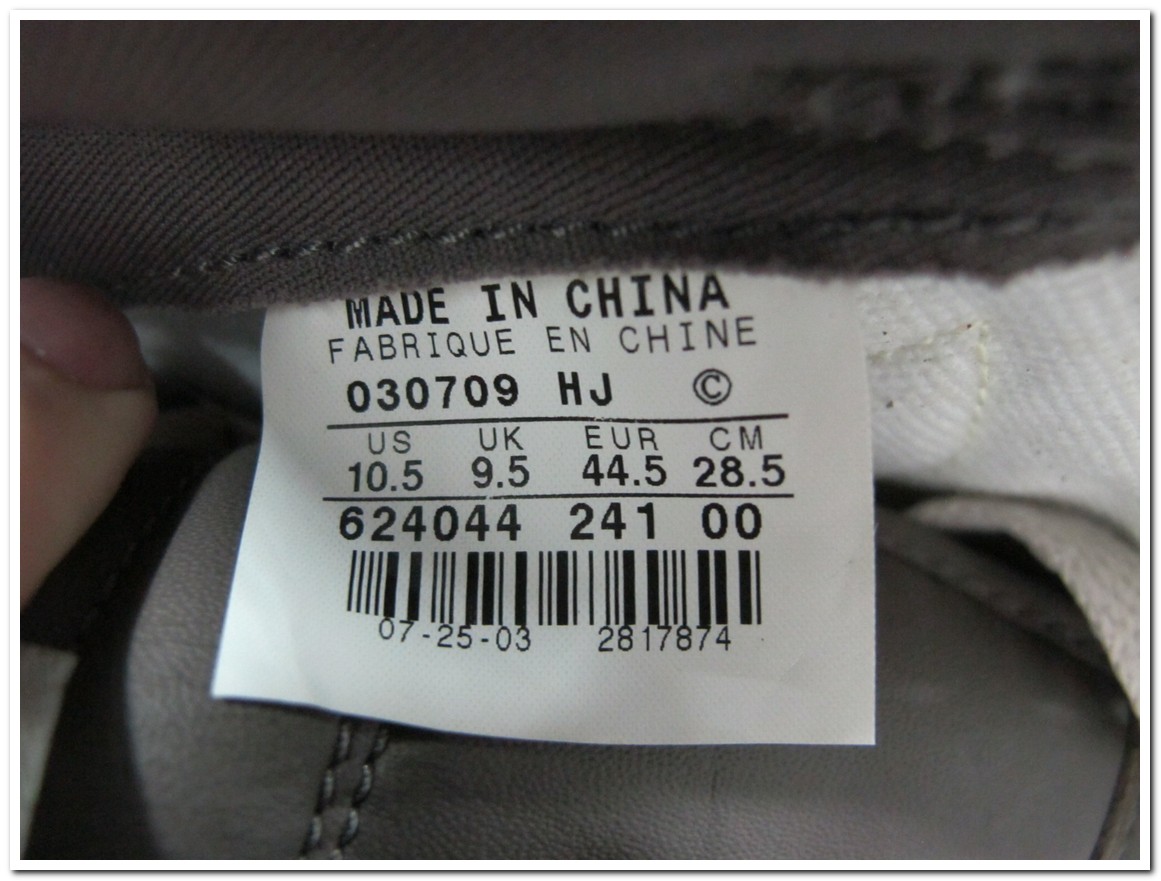 MADE IN CHINA
FABRIQUE EN CHINE
030709 HJ ©
US UK EUR CM
10.5 9.5 44.5 28.5
624044 241 00
07-25-03 2817874